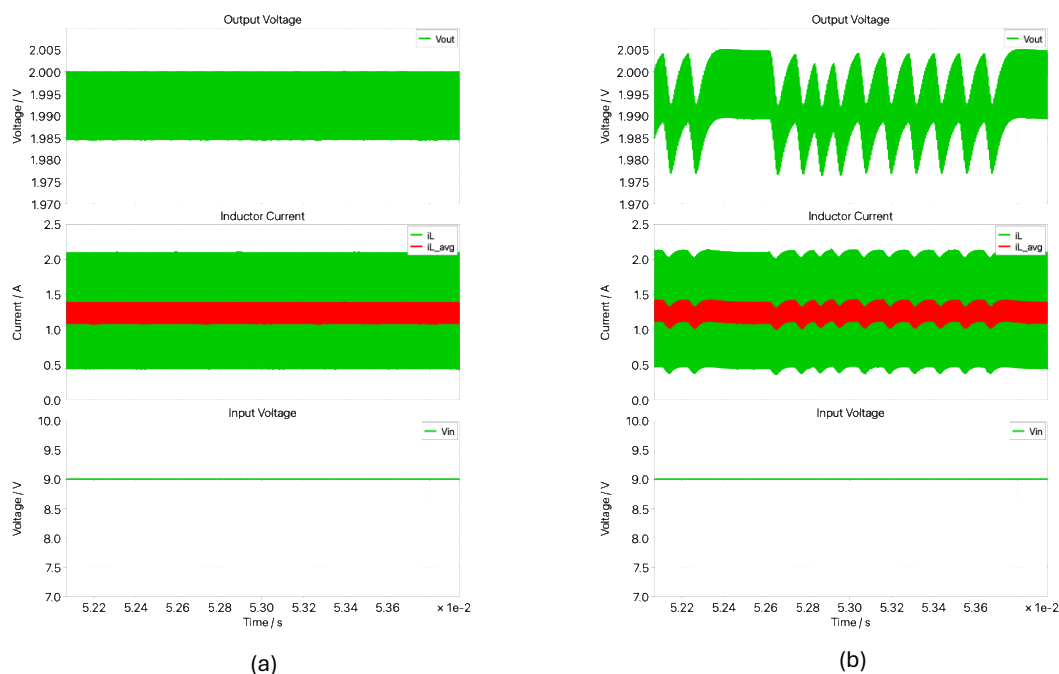 Output Voltage
Vout
2.005
2.000
1.995
1.990
1.985
1.980
1.975
1.970
Voltage / V
Inductor Current
iL
iL_avg
2.5
2.0
1.5
1.0
0.5
0.0
Current / A
Input Voltage
Vin
10.0
9.5
9.0
8.5
8.0
7.5
7.0
Voltage / V
5.22 5.24 5.26 5.28 5.30 5.32 5.34 5.36 × 1e-2
Time / s
(a)
Output Voltage
Vout
2.005
2.000
1.995
1.990
1.985
1.980
1.975
1.970
Voltage / V
Inductor Current
iL
iL_avg
2.5
2.0
1.5
1.0
0.5
0.0
Current / A
Input Voltage
Vin
10.0
9.5
9.0
8.5
8.0
7.5
7.0
Voltage / V
5.22 5.24 5.26 5.28 5.30 5.32 5.34 5.36 × 1e-2
Time / s
(b)